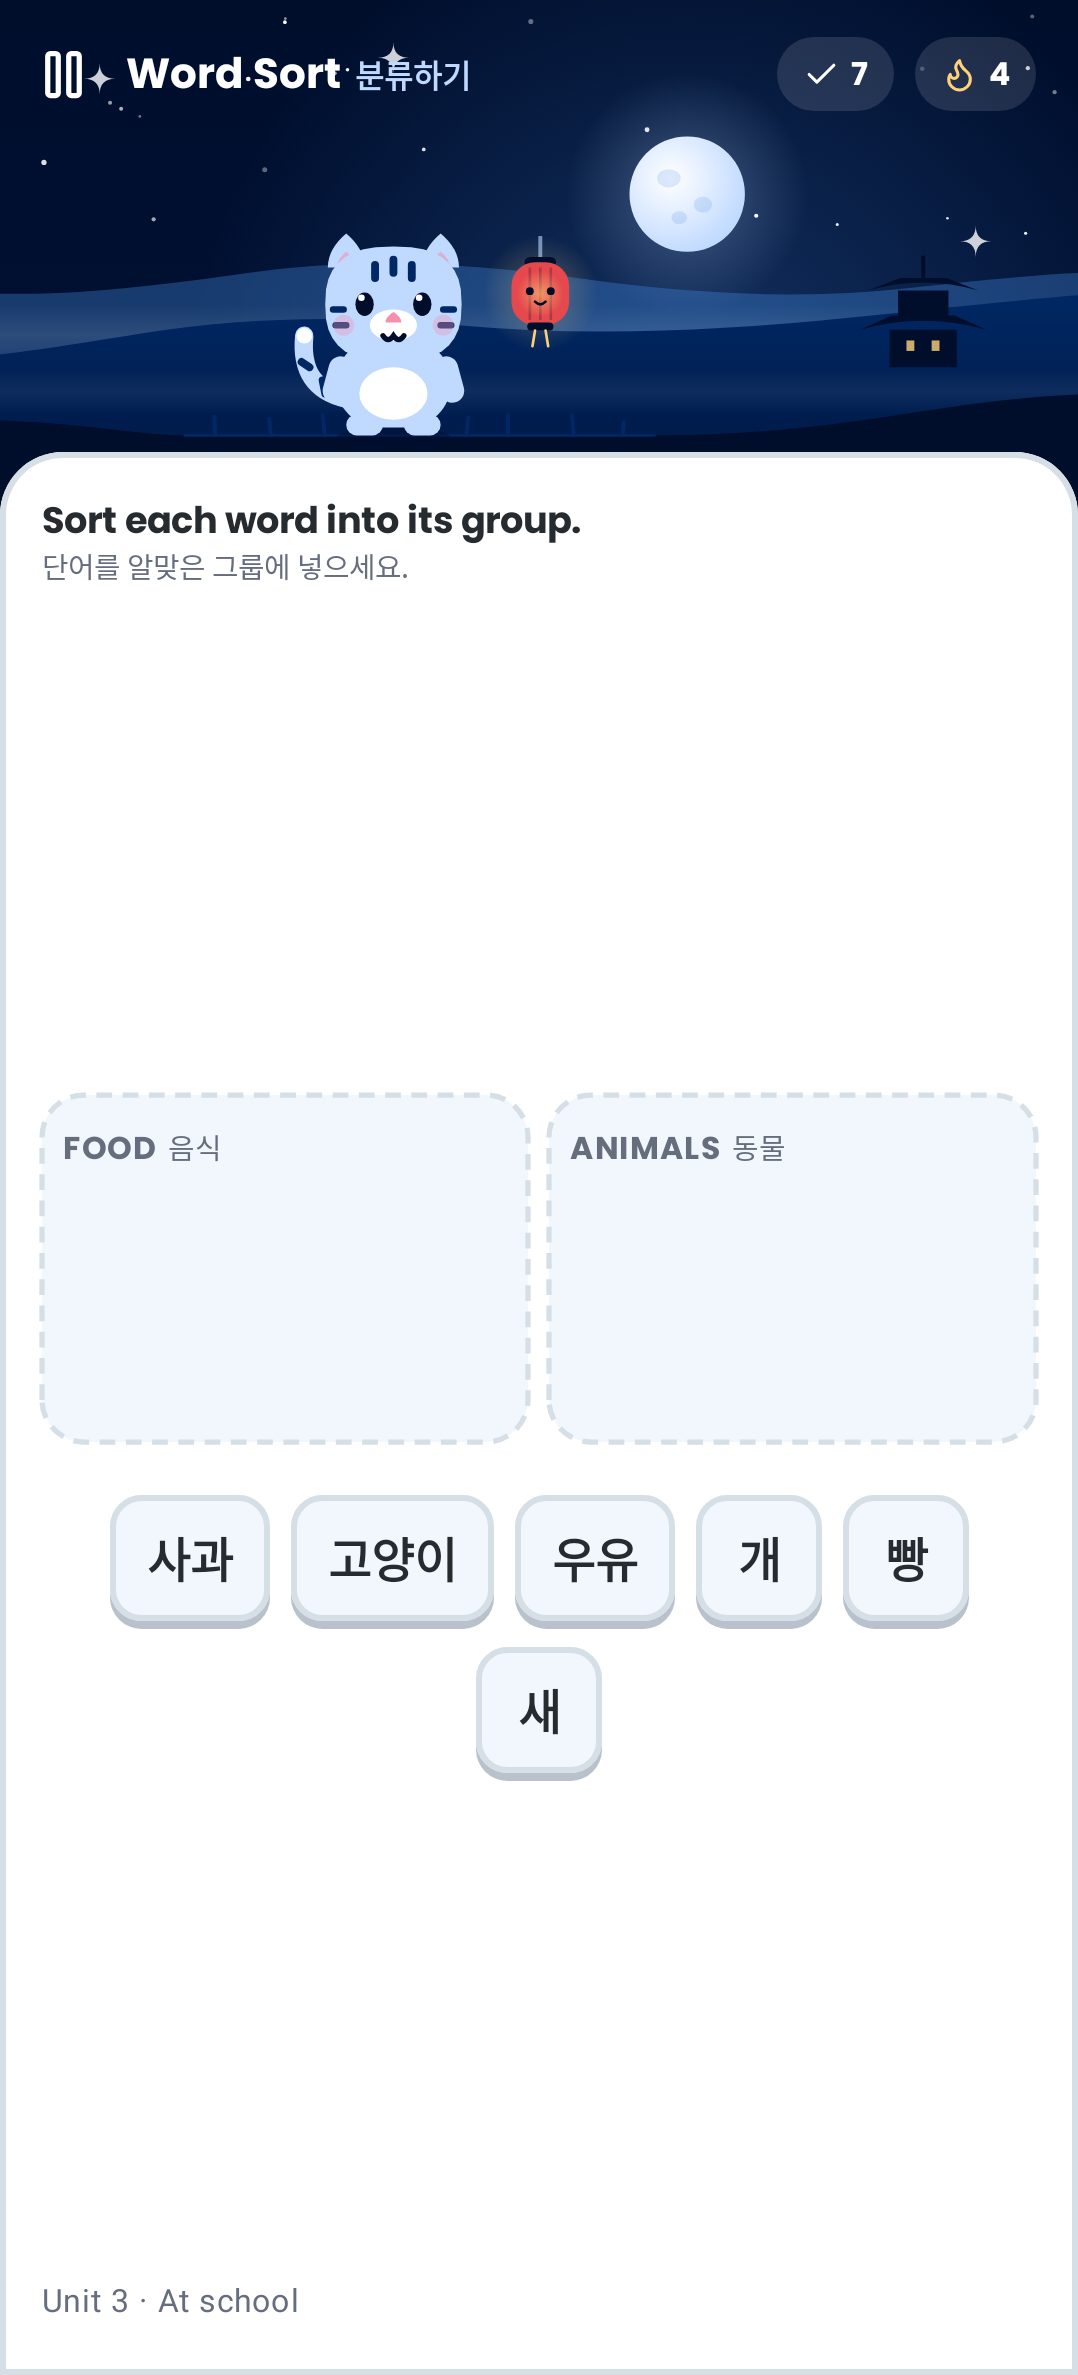 Word·Sort · 분류하기
7
4
Sort each word into its group.
단어를 알맞은 그룹에 넣으세요.
FOOD 음식
ANIMALS 동물
사과 고양이 우유 개 빵
새
Unit 3 · At school